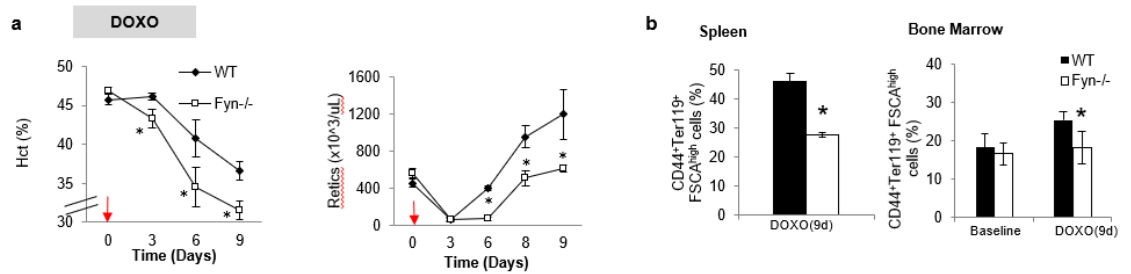 a
DOXO
Hct (%)
50
45
40
35
30
WT
Fyn-/-
*
*
*
0 3 6 9
Time (Days)
Retics (x10^3/uL)
1600
1200
800
400
0
*
*
*
0 3 6 8 9
Time (Days)
b
Spleen
CD44+Ter119+
FSCAhigh cells (%)
50
40
30
20
10
0
*
DOXO(9d)
Bone Marrow
CD44+Ter119+ FSCAhigh
cells (%)
40
30
20
10
0
WT
Fyn-/-
*
Baseline DOXO(9d)